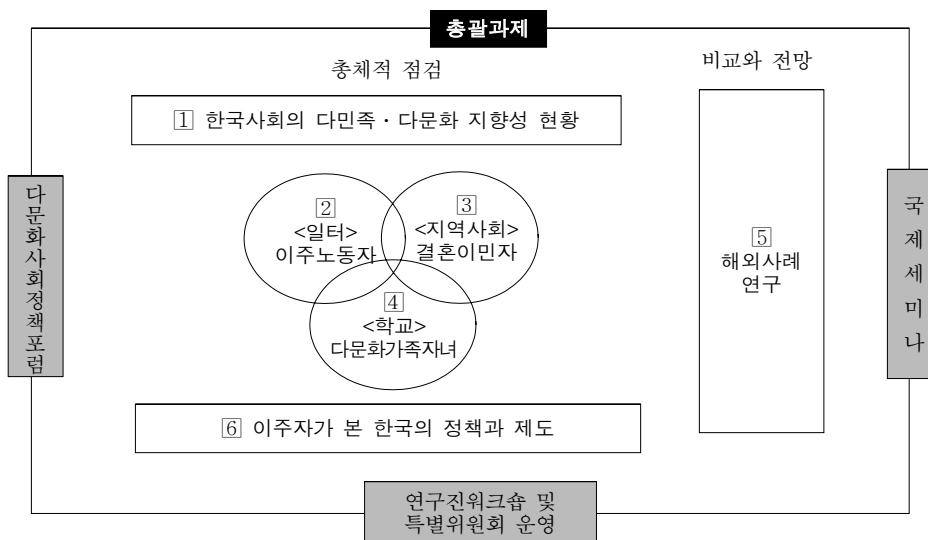 총괄과제
총체적 점검
비교와 전망
1 한국사회의 다민족·다문화 지향성 현황
다문화사회정책포럼
2
<일터>
이주노동자
3
<지역사회>
결혼이민자
4
<학교>
다문화가족자녀
5
해외사례
연구
국제세미나
6 이주자가 본 한국의 정책과 제도
연구진워크숍 및
특별위원회 운영